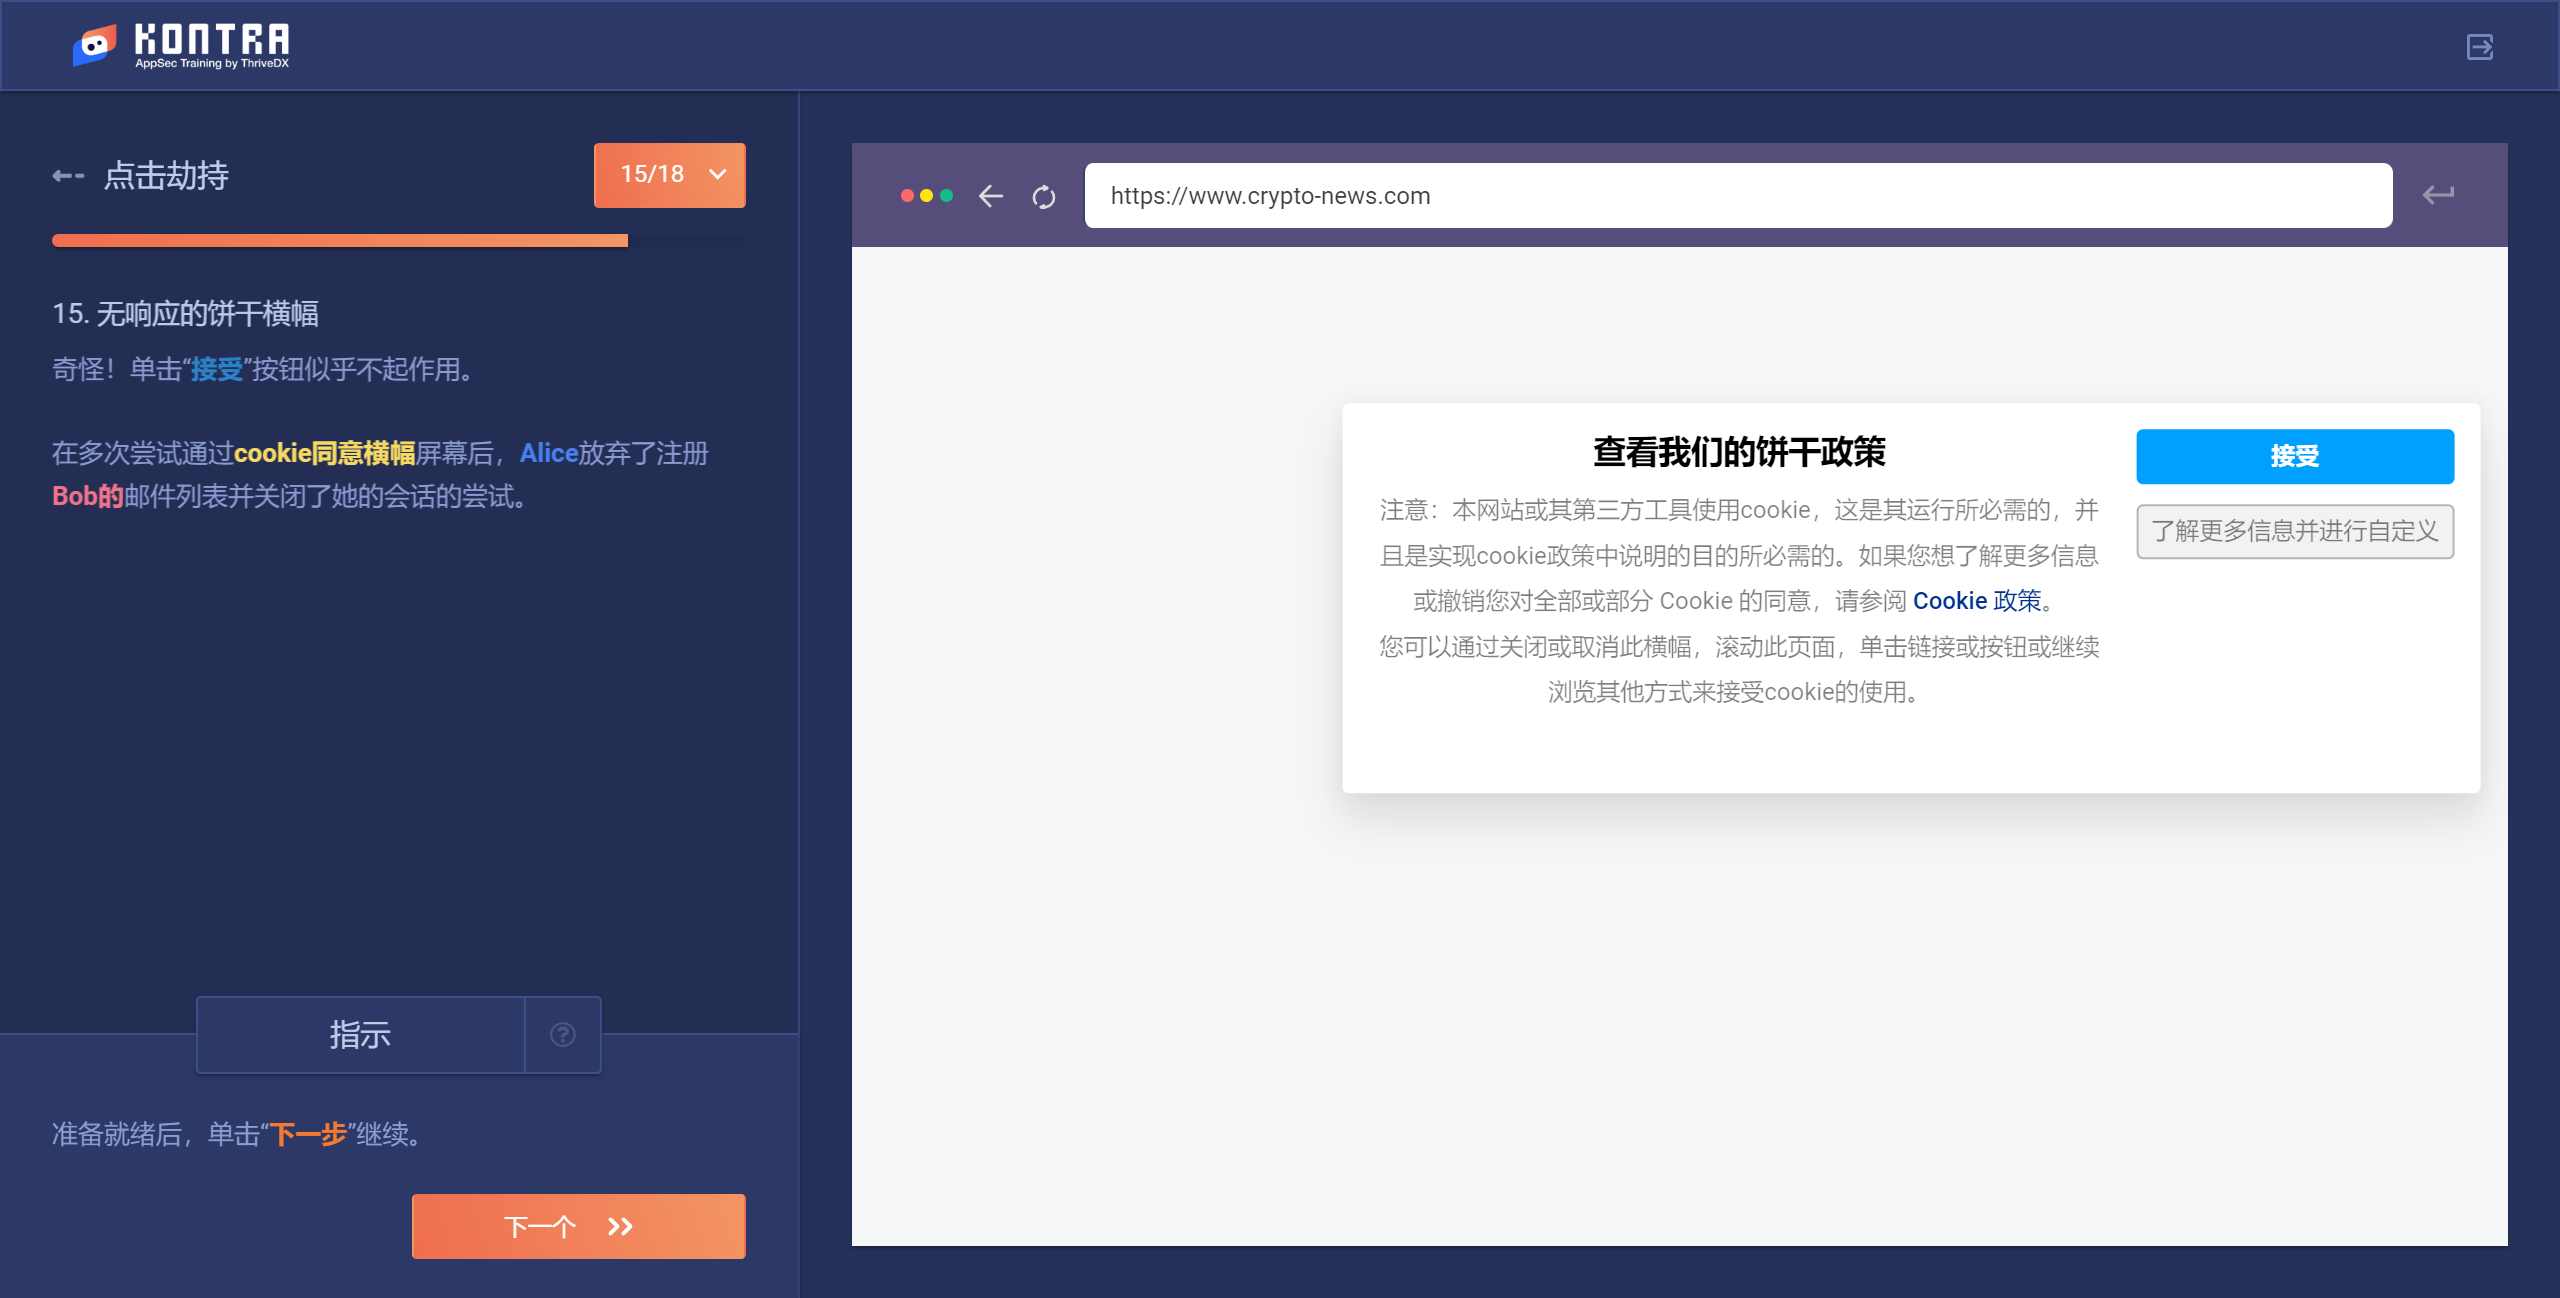 KONTRA
AppSec Training by ThriveDX
点击劫持
15/18
15. 无响应的饼干横幅
奇怪！单击“接受”按钮似乎不起作用。
在多次尝试通过cookie同意横幅屏幕后，Alice放弃了注册
Bob的邮件列表并关闭了她的会话的尝试。
指示
准备就绪后，单击“下一步”继续。
下一个
https://www.crypto-news.com
查看我们的饼干政策
注意：本网站或其第三方工具使用cookie，这是其运行所必需的，并
且是实现cookie政策中说明的目的所必需的。如果您想了解更多信息
或撤销您对全部或部分 Cookie 的同意，请参阅 Cookie 政策。
您可以通过关闭或取消此横幅，滚动此页面，单击链接或按钮或继续
浏览其他方式来接受cookie的使用。
接受
了解更多信息并进行自定义